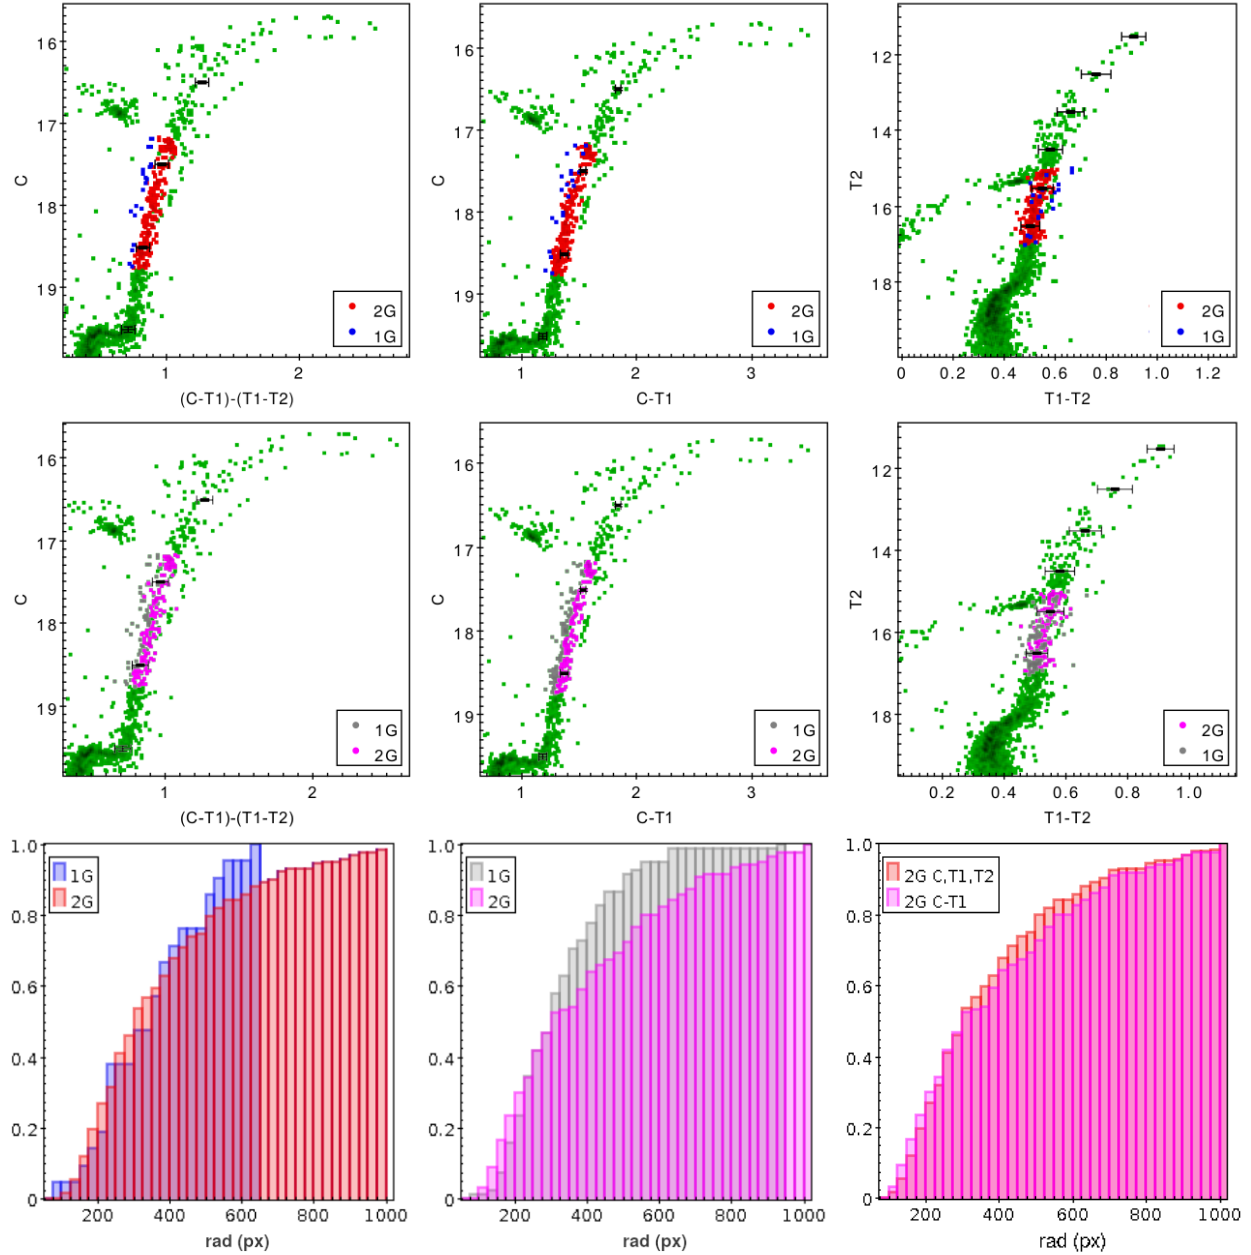 16
17
18
19
C
2G
1G
1 2
(C-T1)-(T1-T2)
16
17
18
19
C
2G
1G
1 2 3
C-T1
12
14
16
18
T2
2G
1G
0 0.2 0.4 0.6 0.8 1.0 1.2
T1-T2
16
17
18
19
C
1G
2G
1 2
(C-T1)-(T1-T2)
16
17
18
19
C
1G
2G
1 2 3
C-T1
12
14
16
18
T2
2G
1G
0.2 0.4 0.6 0.8 1.0
T1-T2
1.0
0.8
0.6
0.4
0.2
0
1G
2G
200 400 600 800 1000
rad (px)
1.0
0.8
0.6
0.4
0.2
0
1G
2G
200 400 600 800 1000
rad (px)
1.0
0.8
0.6
0.4
0.2
0
2G C,T1,T2
2G C-T1
200 400 600 800 1000
rad (px)